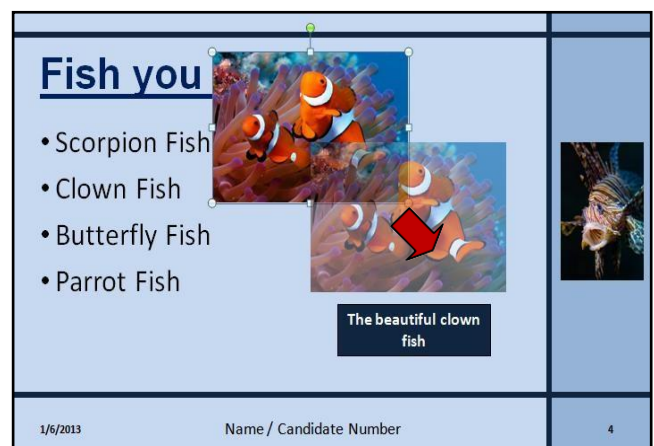 Fish you
• Scorpion Fish
• Clown Fish
• Butterfly Fish
• Parrot Fish
The beautiful clown
fish
1/6/2013
Name / Candidate Number
4